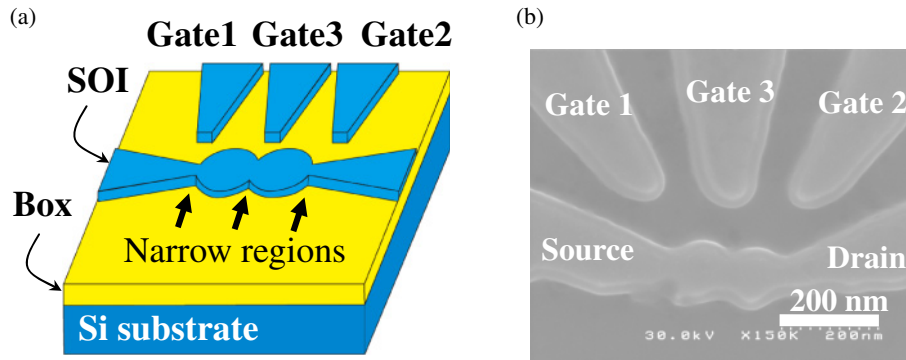 (a)
Gate1 Gate3 Gate2
SOI
Box
Narrow regions
Si substrate
(b)
Gate 1
Gate 3
Gate 2
Source
Drain
200 nm
30.0kV X150K 200nm